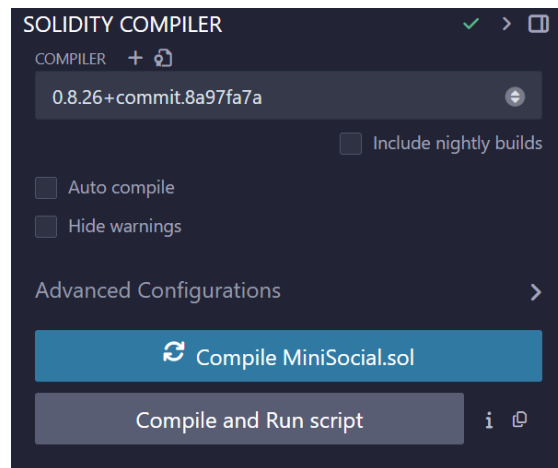 SOLIDITY COMPILER
COMPILER
0.8.26+commit.8a97fa7a
Include nightly builds
Auto compile
Hide warnings
Advanced Configurations
Compile MiniSocial.sol
Compile and Run script